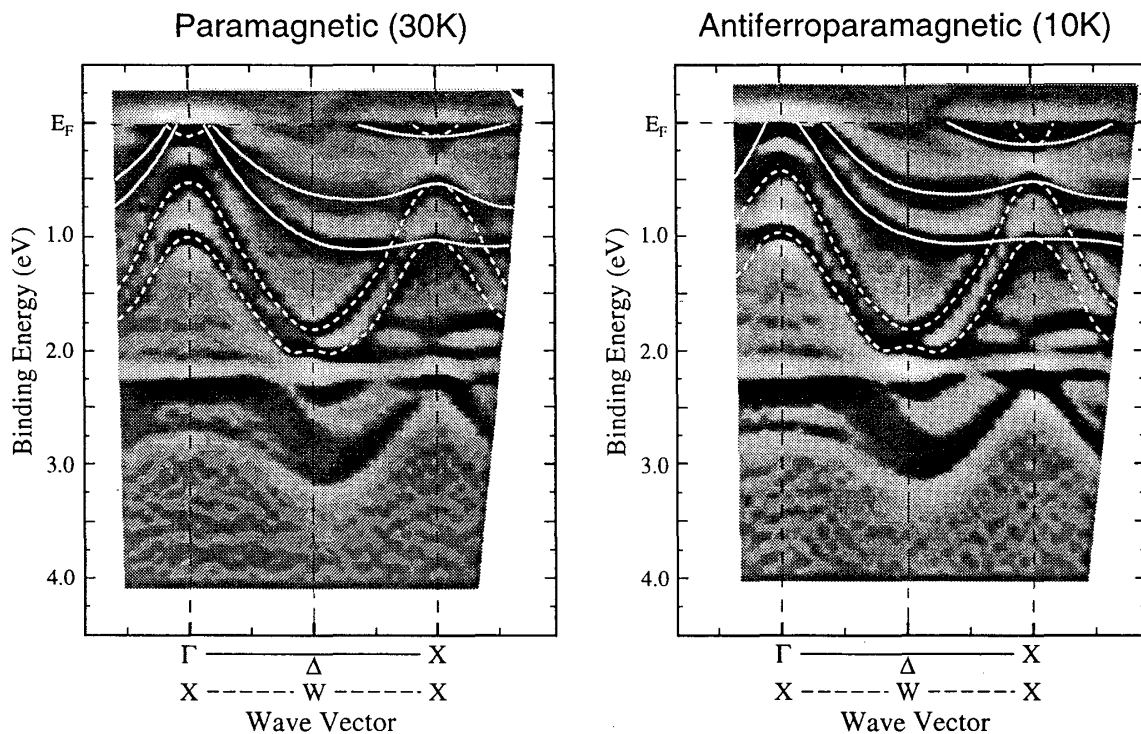 Paramagnetic (30K)
E_F
1.0
2.0
3.0
4.0
Binding Energy (eV)
Γ X
Δ
X W X
Wave Vector
Antiferroparamagnetic (10K)
E_F
1.0
2.0
3.0
4.0
Binding Energy (eV)
Γ X
Δ
X W X
Wave Vector